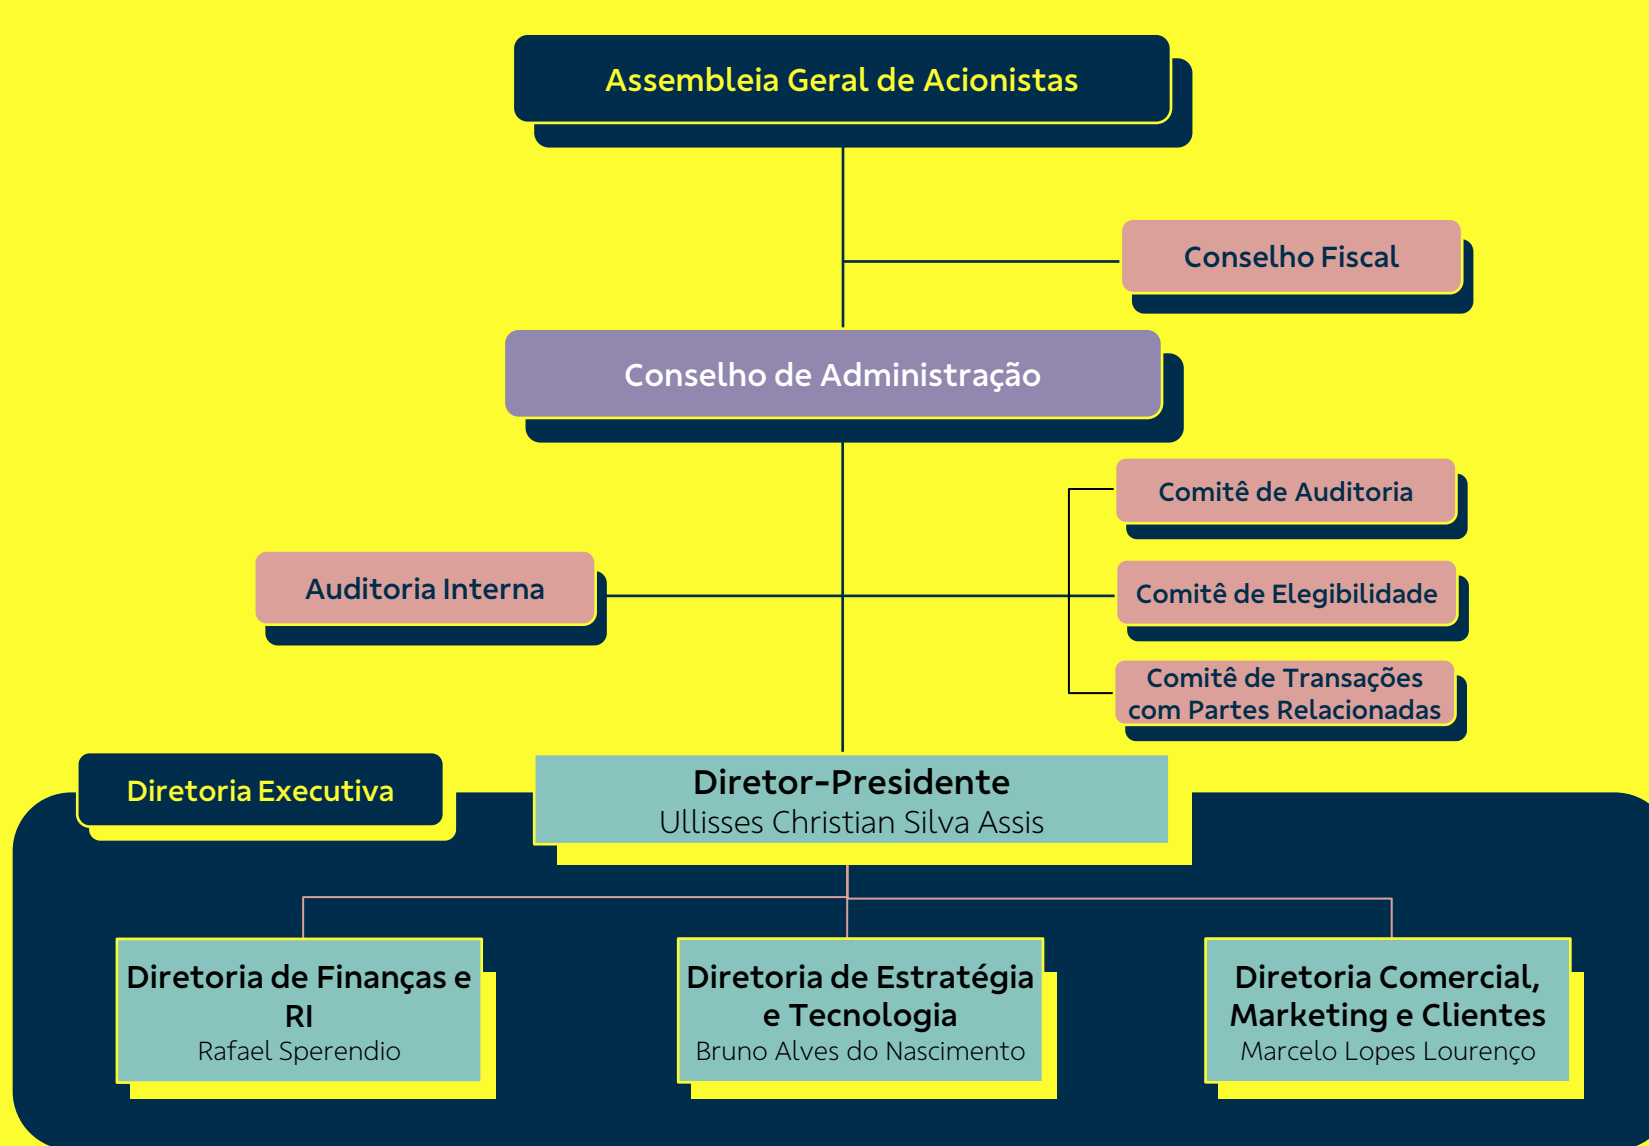 Assembleia Geral de Acionistas
Conselho Fiscal
Conselho de Administração
Comitê de Auditoria
Auditoria Interna
Comitê de Elegibilidade
Comitê de Transações
com Partes Relacionadas
Diretoria Executiva
Diretor-Presidente
Ullisses Christian Silva Assis
Diretoria de Finanças e
RI
Rafael Sperendio
Diretoria de Estratégia
e Tecnologia
Bruno Alves do Nascimento
Diretoria Comercial,
Marketing e Clientes
Marcelo Lopes Lourenço